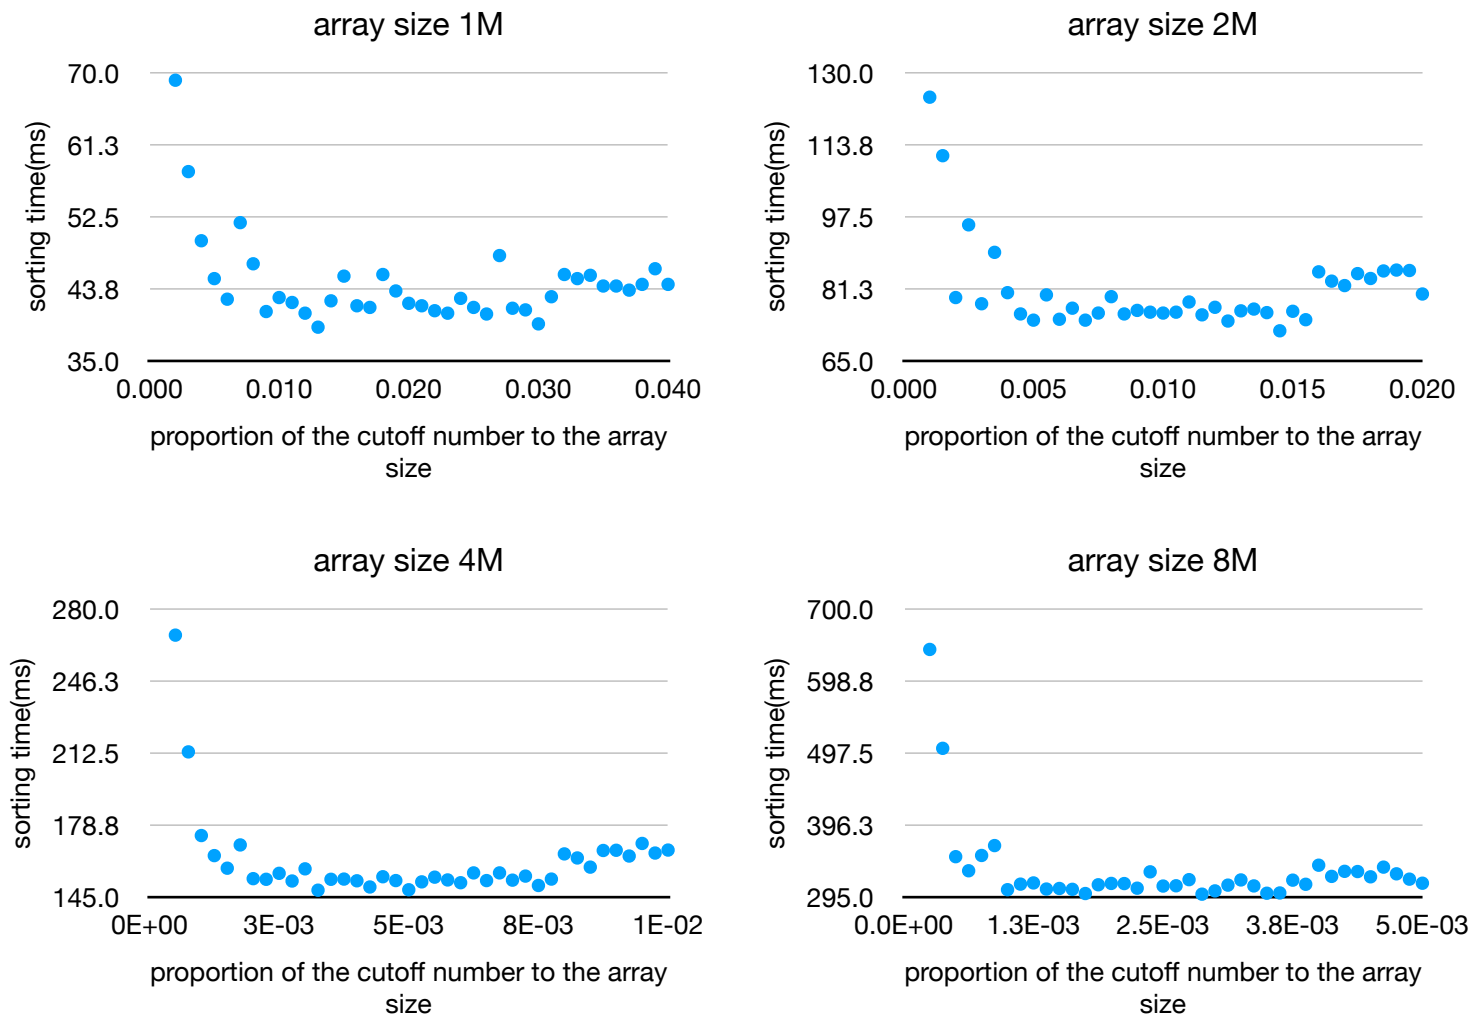 array size 1M
70.0
61.3
52.5
43.8
35.0
sorting time(ms)
0.000 0.010 0.020 0.030 0.040
proportion of the cutoff number to the array
size
array size 2M
130.0
113.8
97.5
81.3
65.0
sorting time(ms)
0.000 0.005 0.010 0.015 0.020
proportion of the cutoff number to the array
size
array size 4M
280.0
246.3
212.5
178.8
145.0
sorting time(ms)
0E+00 3E-03 5E-03 8E-03 1E-02
proportion of the cutoff number to the array
size
array size 8M
700.0
598.8
497.5
396.3
295.0
sorting time(ms)
0.0E+00 1.3E-03 2.5E-03 3.8E-03 5.0E-03
proportion of the cutoff number to the array
size